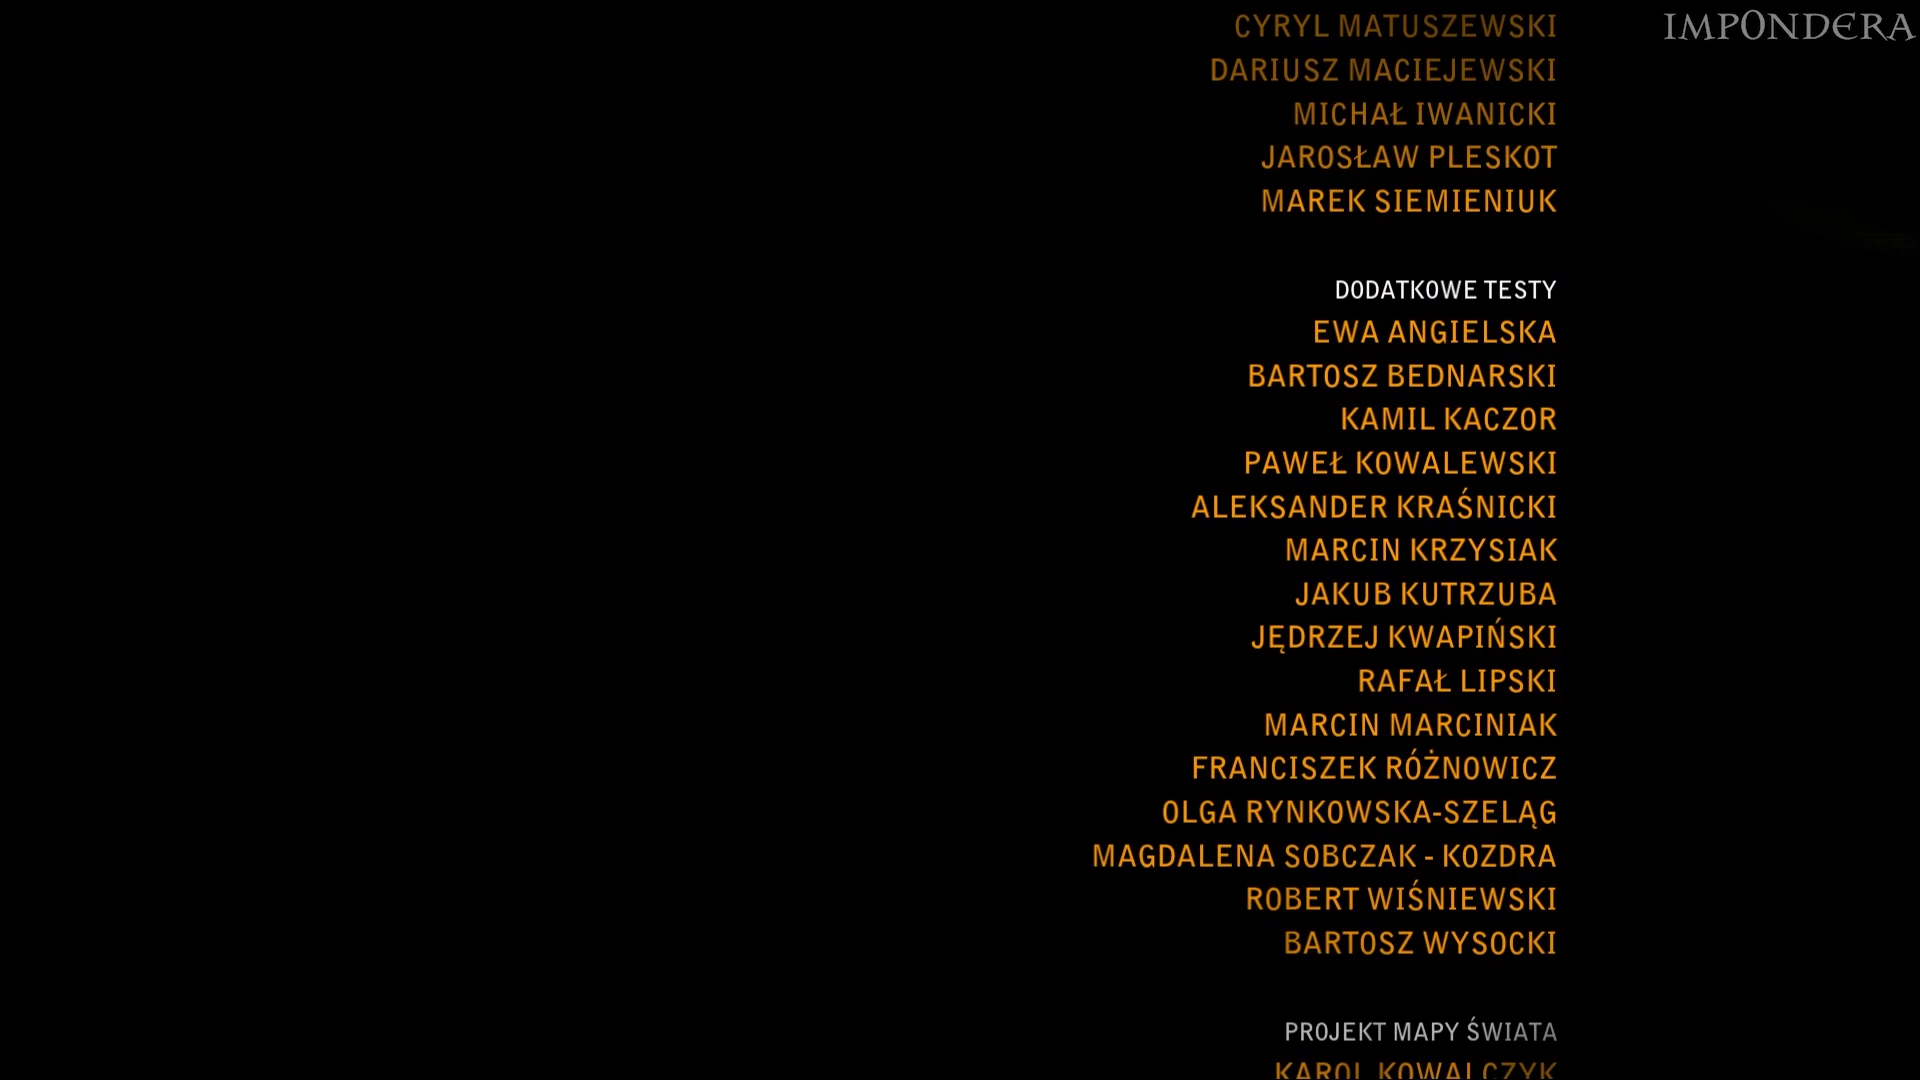 IMPONDERA
CYRYL MATUSZEWSKI
DARIUSZ MACIEJEWSKI
MICHAŁ IWANICKI
JAROSŁAW PLESKOT
MAREK SIEMIENIUK
DODATKOWE TESTY
EWA ANGIELSKA
BARTOSZ BEDNARSKI
KAMIL KACZOR
PAWEŁ KOWALEWSKI
ALEKSANDER KRAŚNICKI
MARCIN KRZYSIAK
JAKUB KUTRZUBA
JĘDRZEJ KWAPIŃSKI
RAFAŁ LIPSKI
MARCIN MARCINIAK
FRANCISZEK RÓŻNOWICZ
OLGA RYNKOWSKA-SZELĄG
MAGDALENA SOBCZAK - KOZDRA
ROBERT WIŚNIEWSKI
BARTOSZ WYSOCKI
PROJEKT MAPY ŚWIATA
KAROL KOWALCZYK